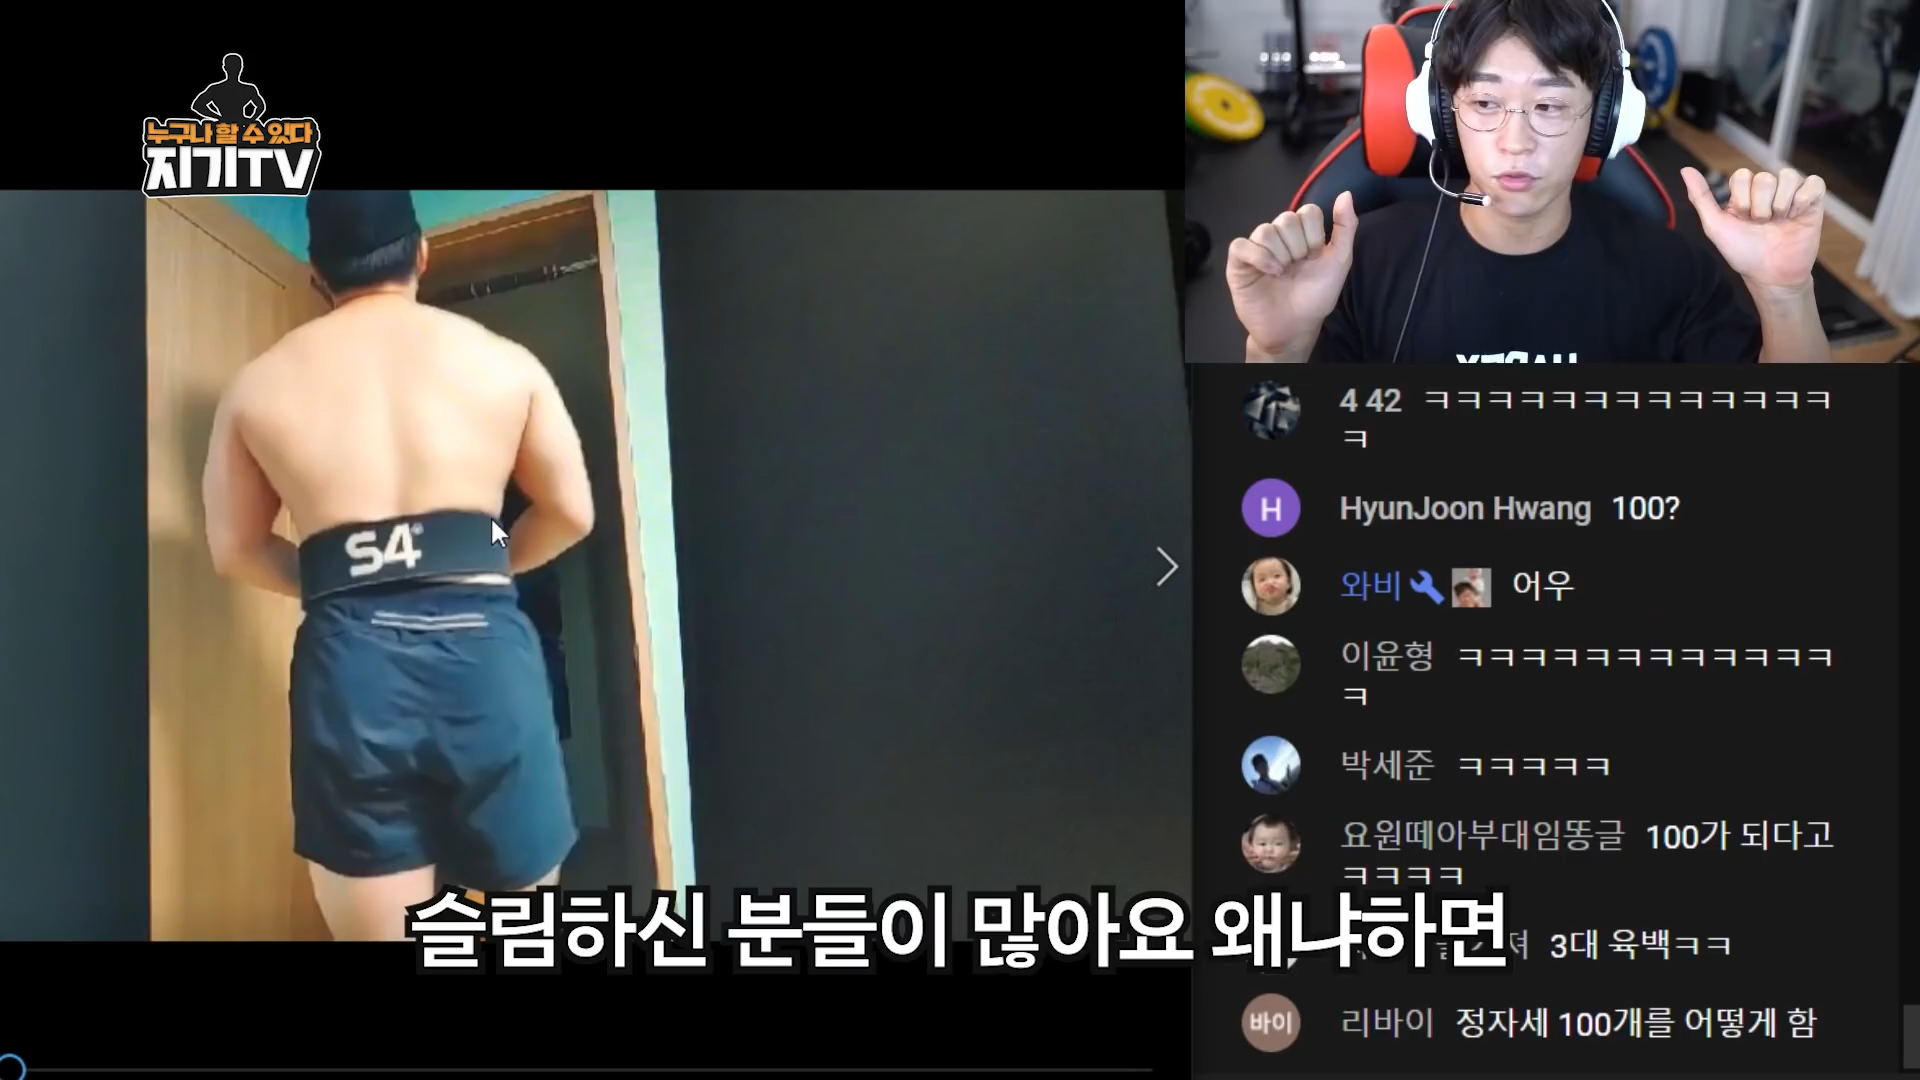 누구나 할 수 있다
지기TV
S4
4 42 ㅋㅋㅋㅋㅋㅋㅋㅋㅋㅋㅋㅋㅋ
ㅋ
H HyunJoon Hwang 100?
와비 어우
이윤형 ㅋㅋㅋㅋㅋㅋㅋㅋㅋㅋㅋㅋ
ㅋ
박세준 ㅋㅋㅋㅋㅋ
요원떼아부대임똥글 100가 되다고
ㅋㅋㅋㅋ
슬림하신 분들이 많아요 왜냐하면
3대 육백ㅋㅋ
바이 리바이 정자세 100개를 어떻게 함